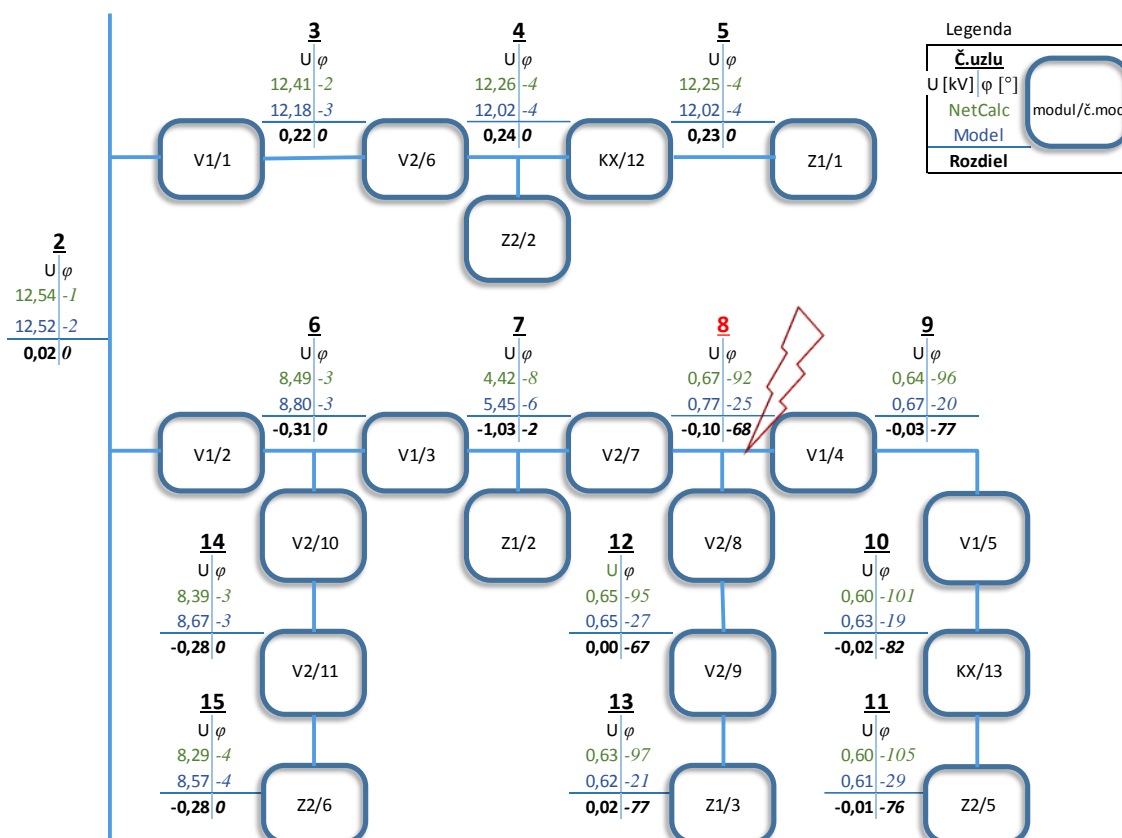 Legenda
Č.uzlu
U [kV] φ [°]
NetCalc
Model
Rozdiel
modul/č.mod
3
U φ
12,41 -2
12,18 -3
0,22 0
4
U φ
12,26 -4
12,02 -4
0,24 0
5
U φ
12,25 -4
12,02 -4
0,23 0
V1/1
V2/6
KX/12
Z1/1
Z2/2
2
U φ
12,54 -1
12,52 -2
0,02 0
6
U φ
8,49 -3
8,80 -3
-0,31 0
7
U φ
4,42 -8
5,45 -6
-1,03 -2
8
U φ
0,67 -92
0,77 -25
-0,10 -68
9
U φ
0,64 -96
0,67 -20
-0,03 -77
V1/2
V1/3
V2/7
V1/4
V2/10
Z1/2
V2/8
V1/5
14
U φ
8,39 -3
8,67 -3
-0,28 0
12
U φ
0,65 -95
0,65 -27
0,00 -67
10
U φ
0,60 -101
0,63 -19
-0,02 -82
V2/11
V2/9
KX/13
15
U φ
8,29 -4
8,57 -4
-0,28 0
13
U φ
0,63 -97
0,62 -21
0,02 -77
11
U φ
0,60 -105
0,61 -29
-0,01 -76
Z2/6
Z1/3
Z2/5